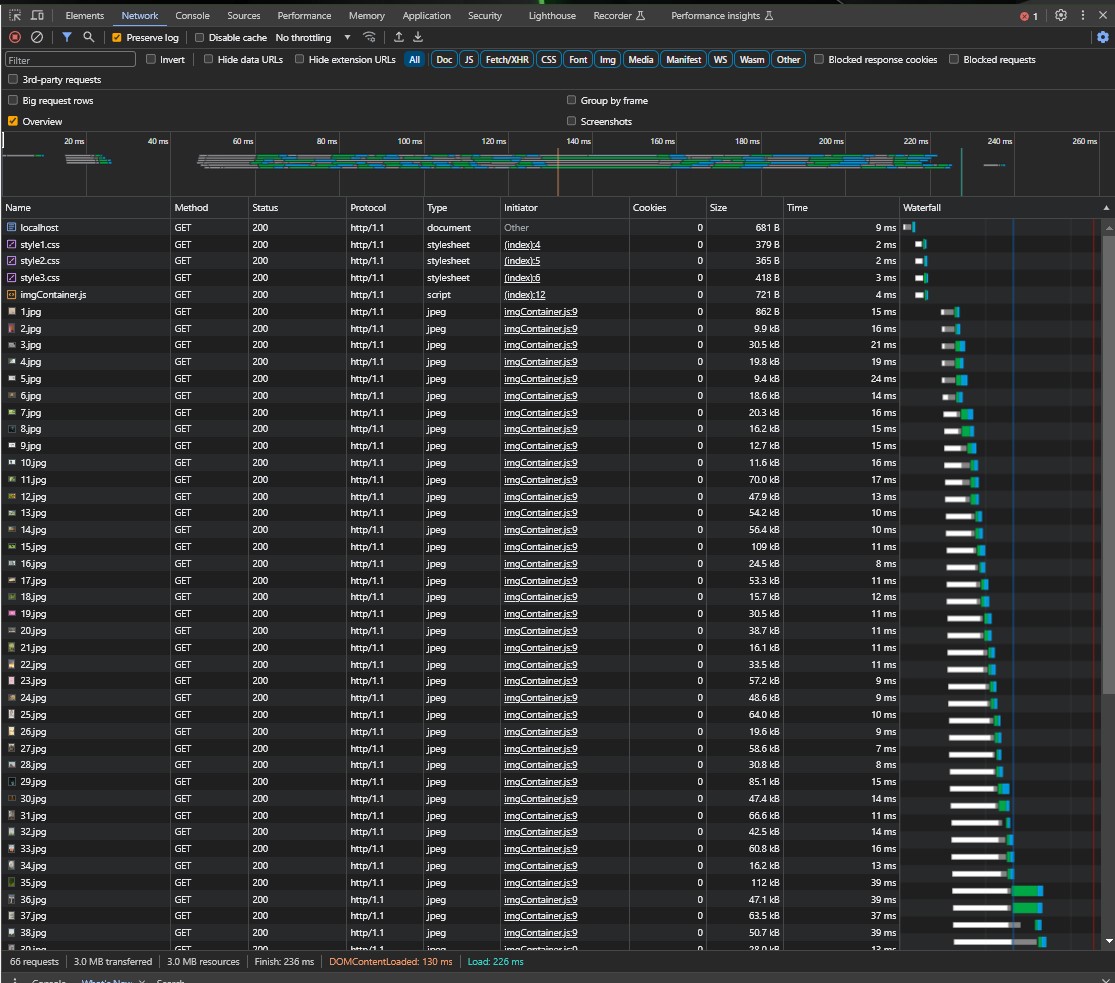 Elements Network Console Sources Performance Memory Application Security Lighthouse Recorder Performance insights 1
Preserve log Disable cache No throttling
Filter Invert Hide data URLs Hide extension URLs All Doc JS Fetch/XHR CSS Font Img Media Manifest WS Wasm Other Blocked response cookies Blocked requests
3rd-party requests
Big request rows Group by frame
Overview Screenshots
20 ms 40 ms 60 ms 80 ms 100 ms 120 ms 140 ms 160 ms 180 ms 200 ms 220 ms 240 ms 260 ms
Name Method Status Protocol Type Initiator Cookies Size Time Waterfall
localhost GET 200 http/1.1 document Other 0 681 B 9 ms
style1.css GET 200 http/1.1 stylesheet (index):4 0 379 B 2 ms
style2.css GET 200 http/1.1 stylesheet (index):5 0 365 B 2 ms
style3.css GET 200 http/1.1 stylesheet (index):6 0 418 B 3 ms
imgContainer.js GET 200 http/1.1 script (index):12 0 721 B 4 ms
1.jpg GET 200 http/1.1 jpeg imgContainer.js:9 0 862 B 15 ms
2.jpg GET 200 http/1.1 jpeg imgContainer.js:9 0 9.9 kB 16 ms
3.jpg GET 200 http/1.1 jpeg imgContainer.js:9 0 30.5 kB 21 ms
4.jpg GET 200 http/1.1 jpeg imgContainer.js:9 0 19.8 kB 19 ms
5.jpg GET 200 http/1.1 jpeg imgContainer.js:9 0 9.4 kB 24 ms
6.jpg GET 200 http/1.1 jpeg imgContainer.js:9 0 18.6 kB 14 ms
7.jpg GET 200 http/1.1 jpeg imgContainer.js:9 0 20.3 kB 16 ms
8.jpg GET 200 http/1.1 jpeg imgContainer.js:9 0 16.2 kB 15 ms
9.jpg GET 200 http/1.1 jpeg imgContainer.js:9 0 12.7 kB 15 ms
10.jpg GET 200 http/1.1 jpeg imgContainer.js:9 0 11.6 kB 16 ms
11.jpg GET 200 http/1.1 jpeg imgContainer.js:9 0 70.0 kB 17 ms
12.jpg GET 200 http/1.1 jpeg imgContainer.js:9 0 47.9 kB 13 ms
13.jpg GET 200 http/1.1 jpeg imgContainer.js:9 0 54.2 kB 10 ms
14.jpg GET 200 http/1.1 jpeg imgContainer.js:9 0 56.4 kB 10 ms
15.jpg GET 200 http/1.1 jpeg imgContainer.js:9 0 109 kB 11 ms
16.jpg GET 200 http/1.1 jpeg imgContainer.js:9 0 24.5 kB 8 ms
17.jpg GET 200 http/1.1 jpeg imgContainer.js:9 0 53.3 kB 11 ms
18.jpg GET 200 http/1.1 jpeg imgContainer.js:9 0 15.7 kB 12 ms
19.jpg GET 200 http/1.1 jpeg imgContainer.js:9 0 30.5 kB 11 ms
20.jpg GET 200 http/1.1 jpeg imgContainer.js:9 0 38.7 kB 11 ms
21.jpg GET 200 http/1.1 jpeg imgContainer.js:9 0 16.1 kB 11 ms
22.jpg GET 200 http/1.1 jpeg imgContainer.js:9 0 33.5 kB 11 ms
23.jpg GET 200 http/1.1 jpeg imgContainer.js:9 0 57.2 kB 9 ms
24.jpg GET 200 http/1.1 jpeg imgContainer.js:9 0 48.6 kB 9 ms
25.jpg GET 200 http/1.1 jpeg imgContainer.js:9 0 64.0 kB 10 ms
26.jpg GET 200 http/1.1 jpeg imgContainer.js:9 0 19.6 kB 9 ms
27.jpg GET 200 http/1.1 jpeg imgContainer.js:9 0 58.6 kB 7 ms
28.jpg GET 200 http/1.1 jpeg imgContainer.js:9 0 30.8 kB 8 ms
29.jpg GET 200 http/1.1 jpeg imgContainer.js:9 0 85.1 kB 15 ms
30.jpg GET 200 http/1.1 jpeg imgContainer.js:9 0 47.4 kB 14 ms
31.jpg GET 200 http/1.1 jpeg imgContainer.js:9 0 66.6 kB 11 ms
32.jpg GET 200 http/1.1 jpeg imgContainer.js:9 0 42.5 kB 14 ms
33.jpg GET 200 http/1.1 jpeg imgContainer.js:9 0 60.8 kB 16 ms
34.jpg GET 200 http/1.1 jpeg imgContainer.js:9 0 16.2 kB 13 ms
35.jpg GET 200 http/1.1 jpeg imgContainer.js:9 0 112 kB 39 ms
36.jpg GET 200 http/1.1 jpeg imgContainer.js:9 0 47.1 kB 39 ms
37.jpg GET 200 http/1.1 jpeg imgContainer.js:9 0 63.5 kB 37 ms
38.jpg GET 200 http/1.1 jpeg imgContainer.js:9 0 50.7 kB 39 ms
39.jpg GET 200 http/1.1 jpeg imgContainer.js:9 0 28.0 kB 13 ms
66 requests 3.0 MB transferred 3.0 MB resources Finish: 236 ms DOMContentLoaded: 130 ms Load: 226 ms
Console What's New Search